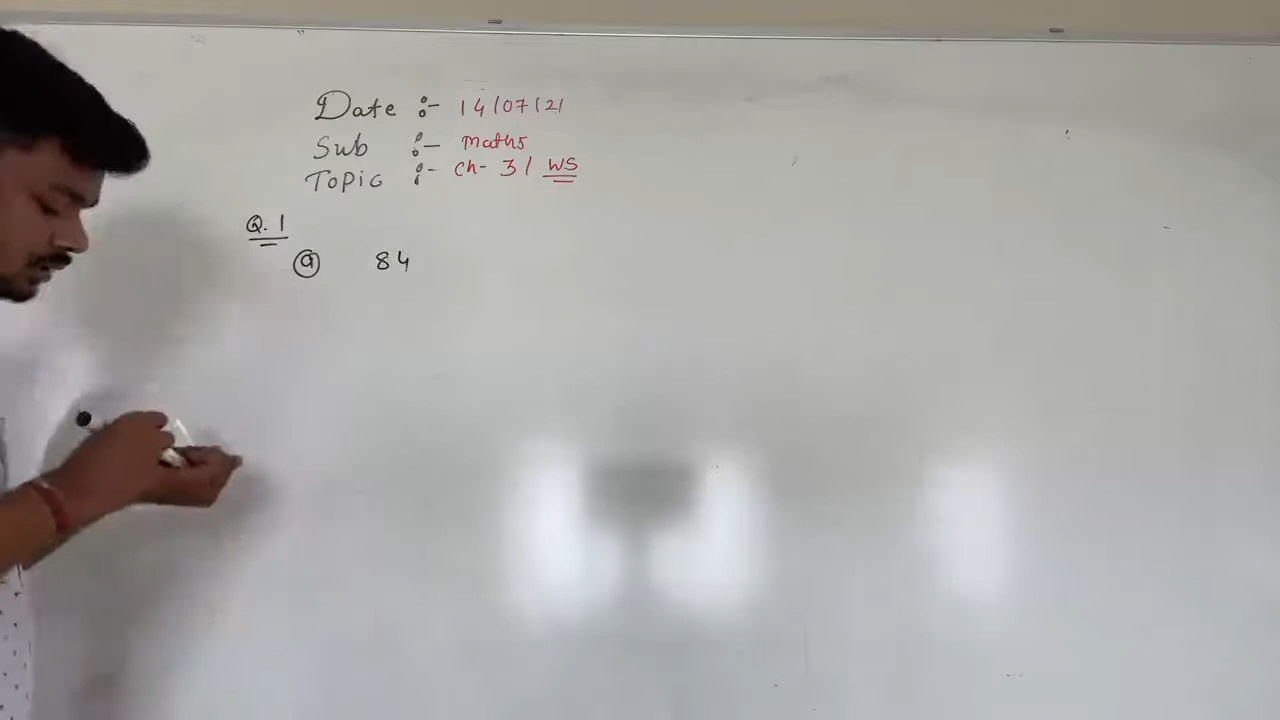 Date :- 14/07/21
Sub :- maths
Topic :- Ch- 3/ WS
Q. 1
a 84